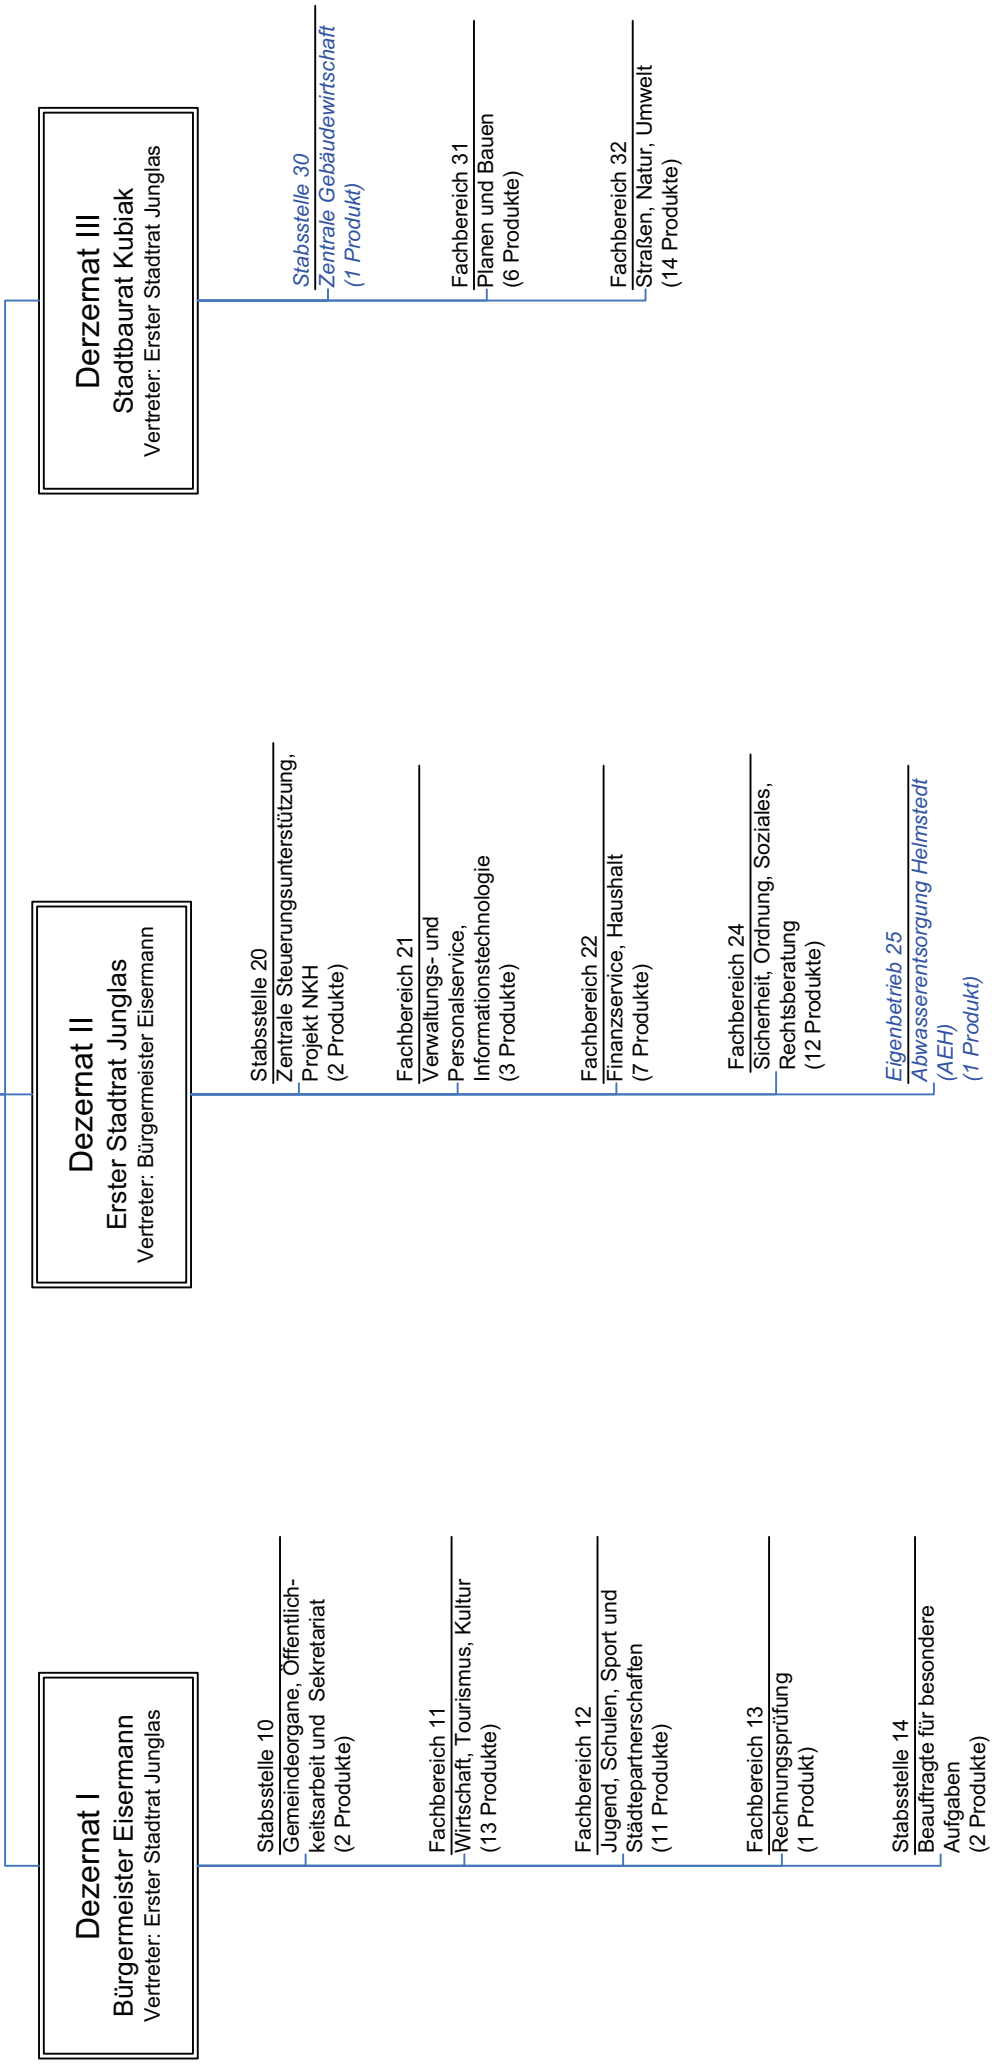 Dezernat I
Bürgermeister Eisermann
Vertreter: Erster Stadtrat Junglas
Stabsstelle 10
Gemeindeorgane, Öffentlich-
keitsarbeit und Sekretariat
(2 Produkte)
Fachbereich 11
Wirtschaft, Tourismus, Kultur
(13 Produkte)
Fachbereich 12
Jugend, Schulen, Sport und
Städtepartnerschaften
(11 Produkte)
Fachbereich 13
Rechnungsprüfung
(1 Produkt)
Stabsstelle 14
Beauftragte für besondere
Aufgaben
(2 Produkte)
Dezernat II
Erster Stadtrat Junglas
Vertreter: Bürgermeister Eisermann
Stabsstelle 20
Zentrale Steuerungsunterstützung,
Projekt NKH
(2 Produkte)
Fachbereich 21
Verwaltungs- und
Personalservice,
Informationstechnologie
(3 Produkte)
Fachbereich 22
Finanzservice, Haushalt
(7 Produkte)
Fachbereich 24
Sicherheit, Ordnung, Soziales,
Rechtsberatung
(12 Produkte)
Eigenbetrieb 25
Abwasserentsorgung Helmstedt
(AEH)
(1 Produkt)
Derzernat III
Stadtbaurat Kubiak
Vertreter: Erster Stadtrat Junglas
Stabsstelle 30
Zentrale Gebäudewirtschaft
(1 Produkt)
Fachbereich 31
Planen und Bauen
(6 Produkte)
Fachbereich 32
Straßen, Natur, Umwelt
(14 Produkte)